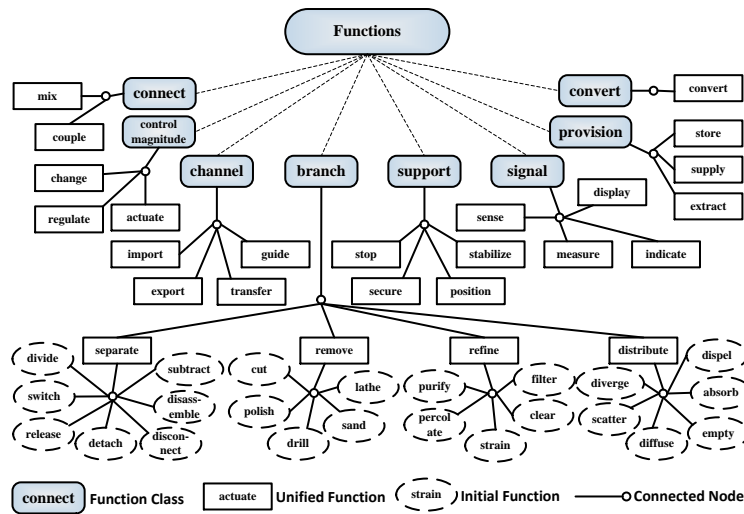 Functions
connect
convert
mix
convert
couple
control
magnitude
provision
store
change
channel
branch
support
signal
supply
display
extract
regulate
actuate
sense
import
guide
stop
stabilize
measure
indicate
export
transfer
secure
position
separate
remove
refine
distribute
divide
subtract
cut
lathe
purify
filter
diverge
dispel
switch
disass-
emble
polish
sand
percol
ate
clear
scatter
absorb
release
detach
discon-
nect
drill
strain
diffuse
empty
connect Function Class
actuate Unified Function
strain Initial Function
Connected Node